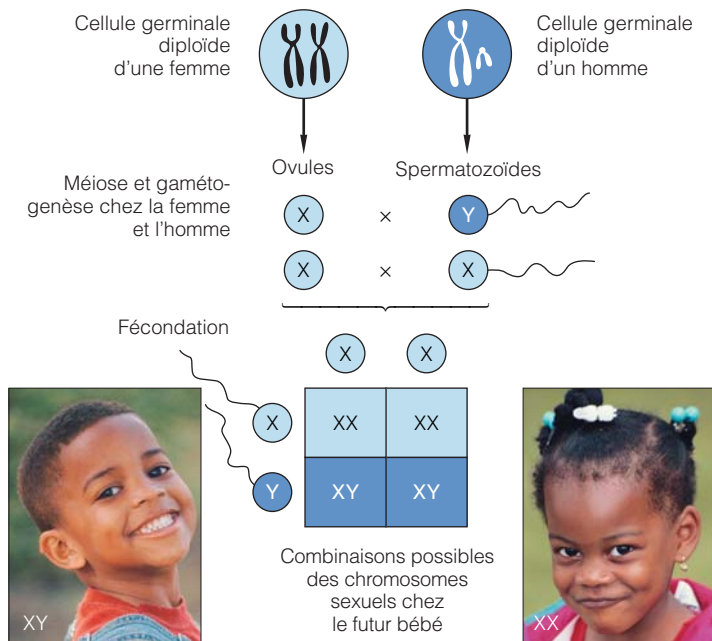 Cellule germinale
diploïde
d'une femme
Cellule germinale
diploïde
d'un homme
Ovules
Spermatozoïdes
Méiose et gaméto-
genèse chez la femme
et l'homme
X
×
Y
X
×
X
Fécondation
X
X
X
XX
XX
Y
XY
XY
XY
XX
Combinaisons possibles
des chromosomes
sexuels chez
le futur bébé